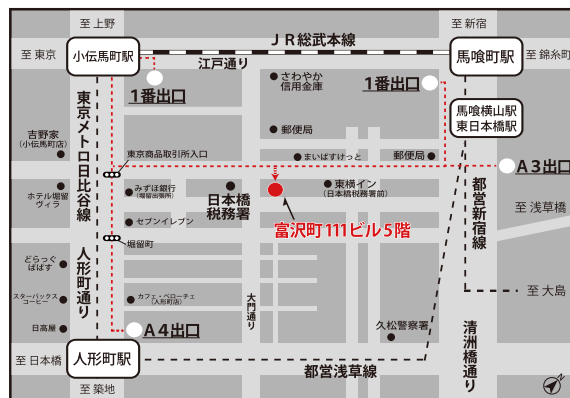 至上野
至新宿
至東京
小伝馬町駅
JR総武本線
江戸通り
馬喰町駅
至錦糸町
1番出口
さわやか
信用金庫
1番出口
馬喰横山駅
東日本橋駅
東京メトロ日比谷線
吉野家
(小伝馬町店)
郵便局
東京商品取引所入口
まいばすけっと
郵便局
A3出口
ホテル堀留
ヴィラ
みずほ銀行
(堀留出張所)
日本橋
税務署
東横イン
(日本橋税務署前)
都営新宿線
至浅草橋
セブンイレブン
富沢町111ビル5階
堀留町
人形町通り
どらっぐ
ぱぱす
スターバックス
コーヒー
カフェ・ベローチェ
(人形町店)
大門通り
至大島
日高屋
A4出口
久松警察署
清洲橋通り
至日本橋
人形町駅
都営浅草線
至築地